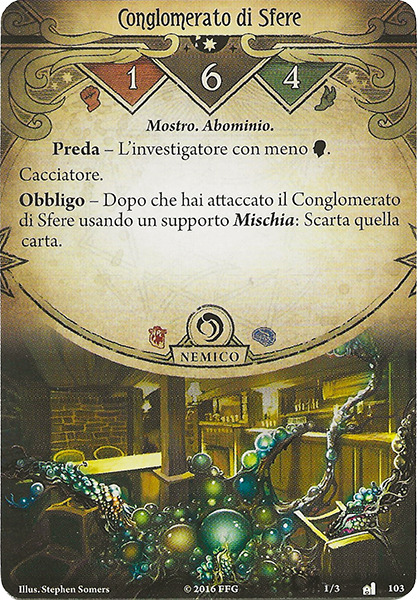 Conglomerato di Sfere
1 6 4
Mostro. Abominio.
Preda – L'investigatore con meno .
Cacciatore.
Obbligo – Dopo che hai attaccato il Conglomerato
di Sfere usando un supporto Mischia: Scarta quella
carta.
NEMICO
Illus. Stephen Somers © 2016 FFG 1/3 103